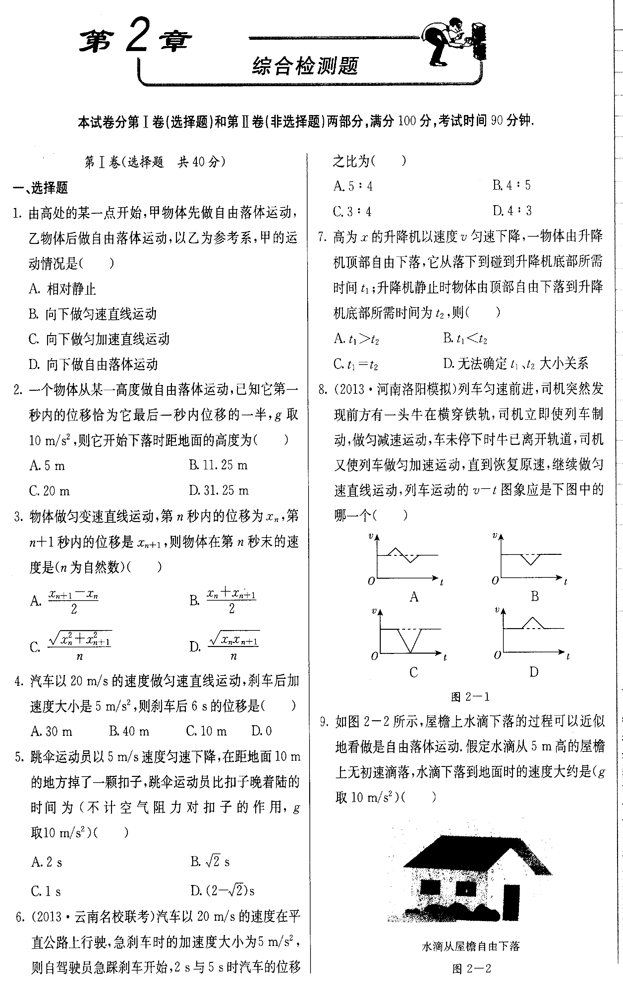 第2章
综合检测题
本试卷分第Ⅰ卷(选择题)和第Ⅱ卷(非选择题)两部分,满分100分,考试时间90分钟.
第Ⅰ卷(选择题 共40分)
一、选择题
1. 由高处的某一点开始,甲物体先做自由落体运动,
乙物体后做自由落体运动,以乙为参考系,甲的运
动情况是(  )
A. 相对静止
B. 向下做匀速直线运动
C. 向下做匀加速直线运动
D. 向下做自由落体运动
2. 一个物体从某一高度做自由落体运动,已知它第一
秒内的位移恰为它最后一秒内位移的一半,g 取
10 m/s²,则它开始下落时距地面的高度为(  )
A. 5 m B. 11.25 m
C. 20 m D. 31.25 m
3. 物体做匀变速直线运动,第 n 秒内的位移为 xₙ,第
n+1 秒内的位移是 xₙ₊₁,则物体在第 n 秒末的速
度是(n 为自然数)(  )
A. (xₙ₊₁−xₙ)/2 B. (xₙ+xₙ₊₁)/2
C. √(xₙ²+xₙ₊₁²)/n D. √(xₙxₙ₊₁)/n
4. 汽车以 20 m/s 的速度做匀速直线运动,刹车后加
速度大小是 5 m/s²,则刹车后 6 s 的位移是(  )
A. 30 m B. 40 m C. 10 m D. 0
5. 跳伞运动员以 5 m/s 速度匀速下降,在距地面 10 m
的地方掉了一颗扣子,跳伞运动员比扣子晚着陆的
时间为(不计空气阻力对扣子的作用,g
取10 m/s²)(  )
A. 2 s B. √2 s
C. 1 s D. (2−√2)s
6. (2013·云南名校联考)汽车以 20 m/s 的速度在平
直公路上行驶,急刹车时的加速度大小为5 m/s²,
则自驾驶员急踩刹车开始,2 s 与 5 s 时汽车的位移
之比为(  )
A. 5∶4 B. 4∶5
C. 3∶4 D. 4∶3
7. 高为 x 的升降机以速度 v 匀速下降,一物体由升降
机顶部自由下落,它从落下到碰到升降机底部所需
时间 t₁;升降机静止时物体由顶部自由下落到升降
机底部所需时间为 t₂,则(  )
A. t₁>t₂ B. t₁<t₂
C. t₁=t₂ D. 无法确定 t₁、t₂ 大小关系
8. (2013·河南洛阳模拟)列车匀速前进,司机突然发
现前方有一头牛在横穿铁轨,司机立即使列车制
动,做匀减速运动,车未停下时牛已离开轨道,司机
又使列车做匀加速运动,直到恢复原速,继续做匀
速直线运动,列车运动的 v−t 图象应是下图中的
哪一个(  )
v v
O t O t
A B
v v
O t O t
C D
图 2−1
9. 如图 2−2 所示,屋檐上水滴下落的过程可以近似
地看做是自由落体运动. 假定水滴从 5 m 高的屋檐
上无初速滴落,水滴下落到地面时的速度大约是(g
取 10 m/s²)(  )
水滴从屋檐自由下落
图 2−2